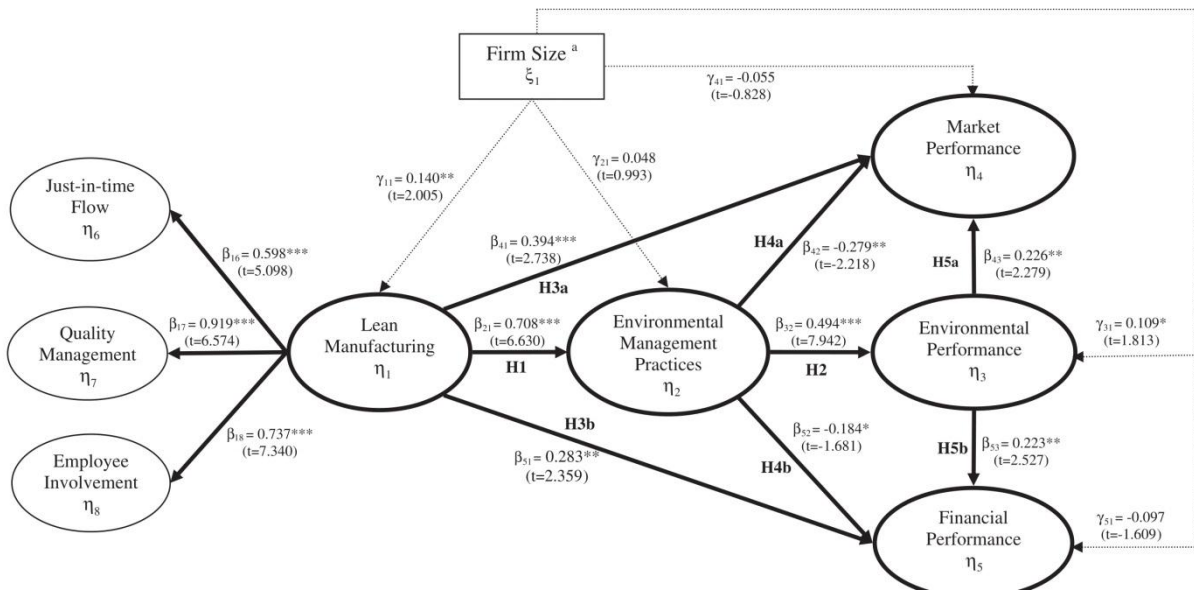 Firm Size ᵃ
ξ₁
γ₄₁= -0.055
(t=-0.828)
Market
Performance
η₄
γ₂₁= 0.048
(t=0.993)
γ₁₁= 0.140**
(t=2.005)
Just-in-time
Flow
η₆
β₁₆= 0.598***
(t=5.098)
β₄₁= 0.394***
(t=2.738)
H3a
H4a
β₄₂= -0.279**
(t=-2.218)
H5a
β₄₃= 0.226**
(t=2.279)
Quality
Management
η₇
β₁₇= 0.919***
(t=6.574)
Lean
Manufacturing
η₁
β₂₁= 0.708***
(t=6.630)
H1
Environmental
Management
Practices
η₂
β₃₂= 0.494***
(t=7.942)
H2
Environmental
Performance
η₃
γ₃₁= 0.109*
(t=1.813)
β₁₈= 0.737***
(t=7.340)
Employee
Involvement
η₈
H3b
β₅₁= 0.283**
(t=2.359)
β₅₂= -0.184*
(t=-1.681)
H4b
H5b
β₅₃= 0.223**
(t=2.527)
Financial
Performance
η₅
γ₅₁= -0.097
(t=-1.609)